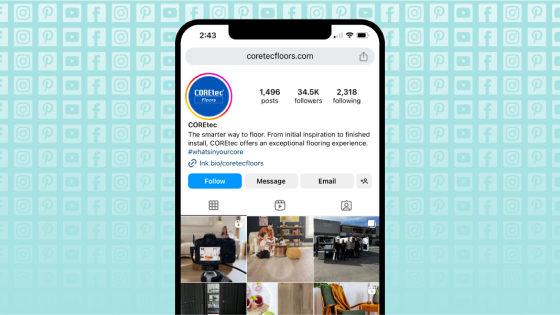 2:43
coretecfloors.com
COREtec
Floors
1,496 34.5K 2,318
posts followers following
COREtec
The smarter way to floor. From initial inspiration to finished
install, COREtec offers an exceptional flooring experience.
#whatsinyourcore
lnk.bio/coretecfloors
Follow Message Email